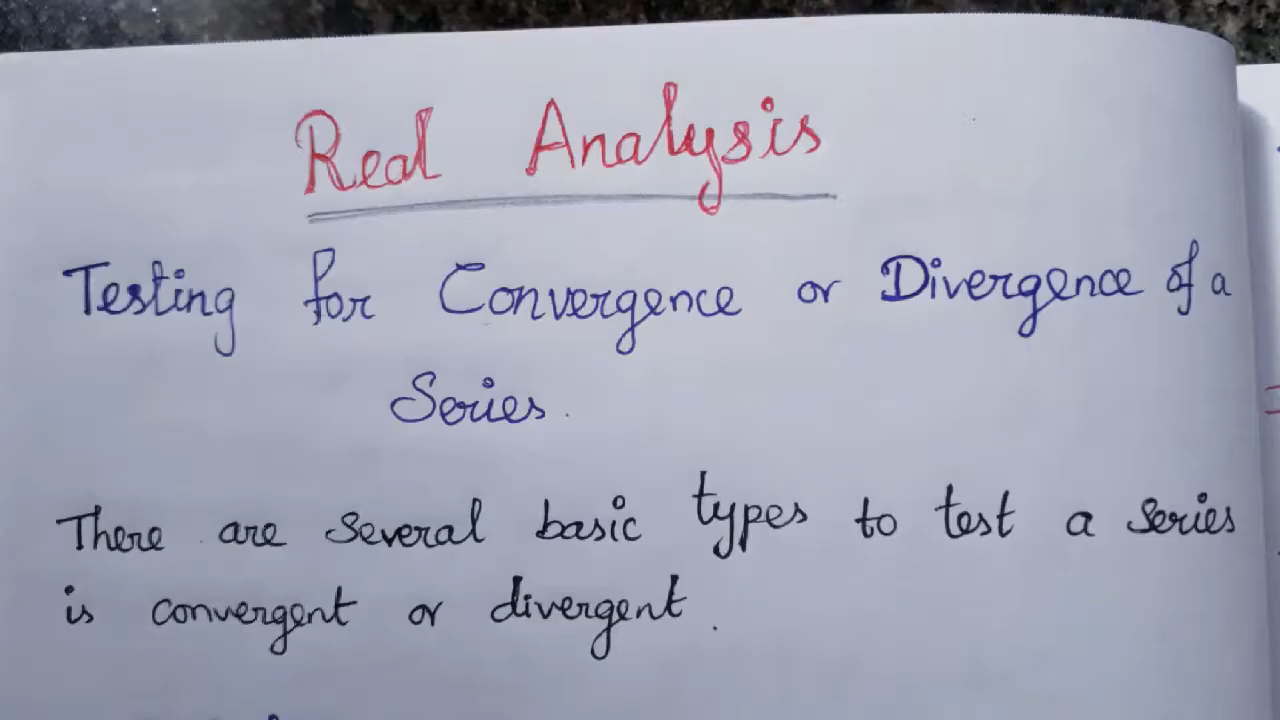 Real Analysis
Testing for Convergence or Divergence of a
Series.
There are several basic types to test a series
is convergent or divergent.